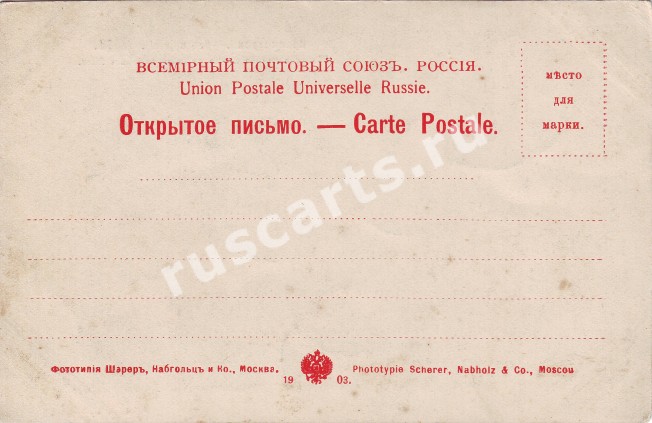 ВСЕМІРНЫЙ ПОЧТОВЫЙ СОЮЗЪ. РОССІЯ.
Union Postale Universelle Russie.
Открытое письмо. — Carte Postale.
мѣсто
для
марки.
ruscarts.ru
Фототипія Шереръ, Набгольцъ и Ко., Москва.
Phototypie Scherer, Nabholz & Co., Moscou
19 03.